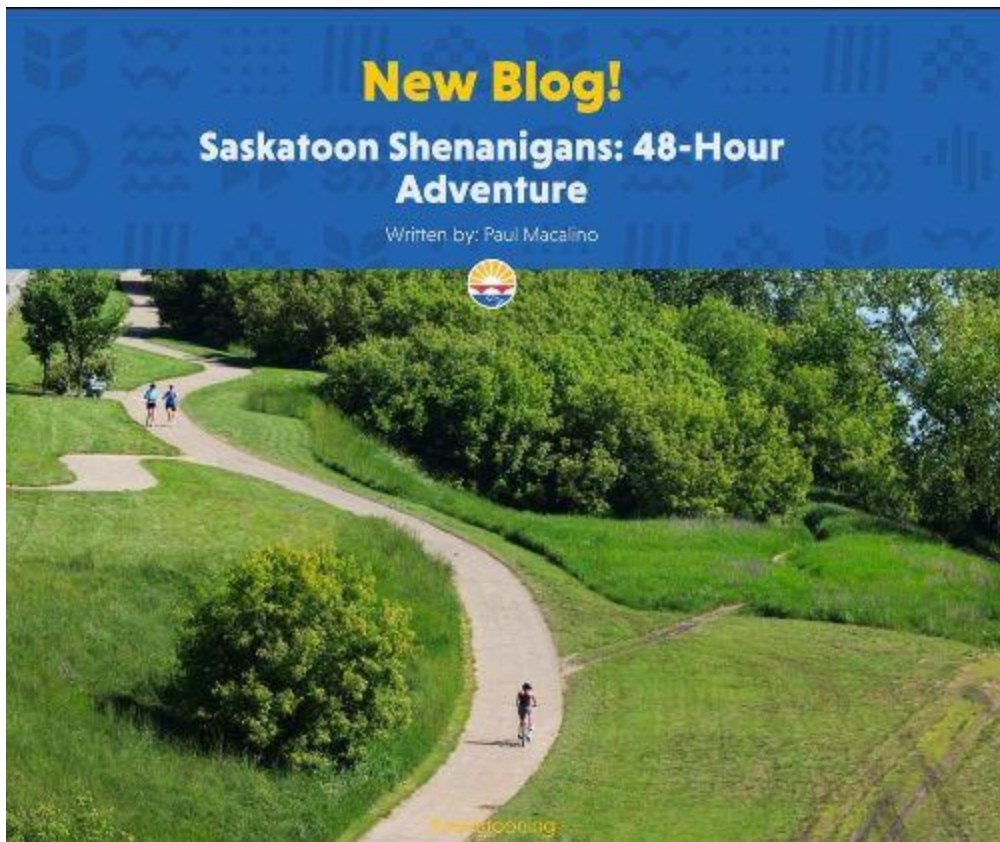 New Blog!
Saskatoon Shenanigans: 48-Hour
Adventure
Written by: Paul Macalino